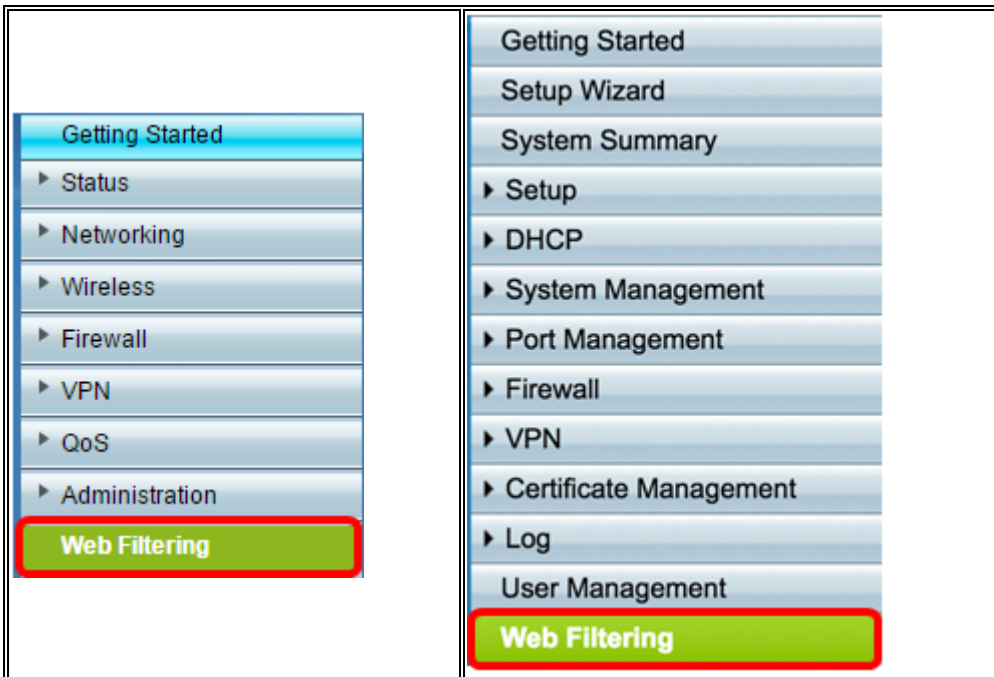 Getting Started
Status
Networking
Wireless
Firewall
VPN
QoS
Administration
Web Filtering
Getting Started
Setup Wizard
System Summary
Setup
DHCP
System Management
Port Management
Firewall
VPN
Certificate Management
Log
User Management
Web Filtering